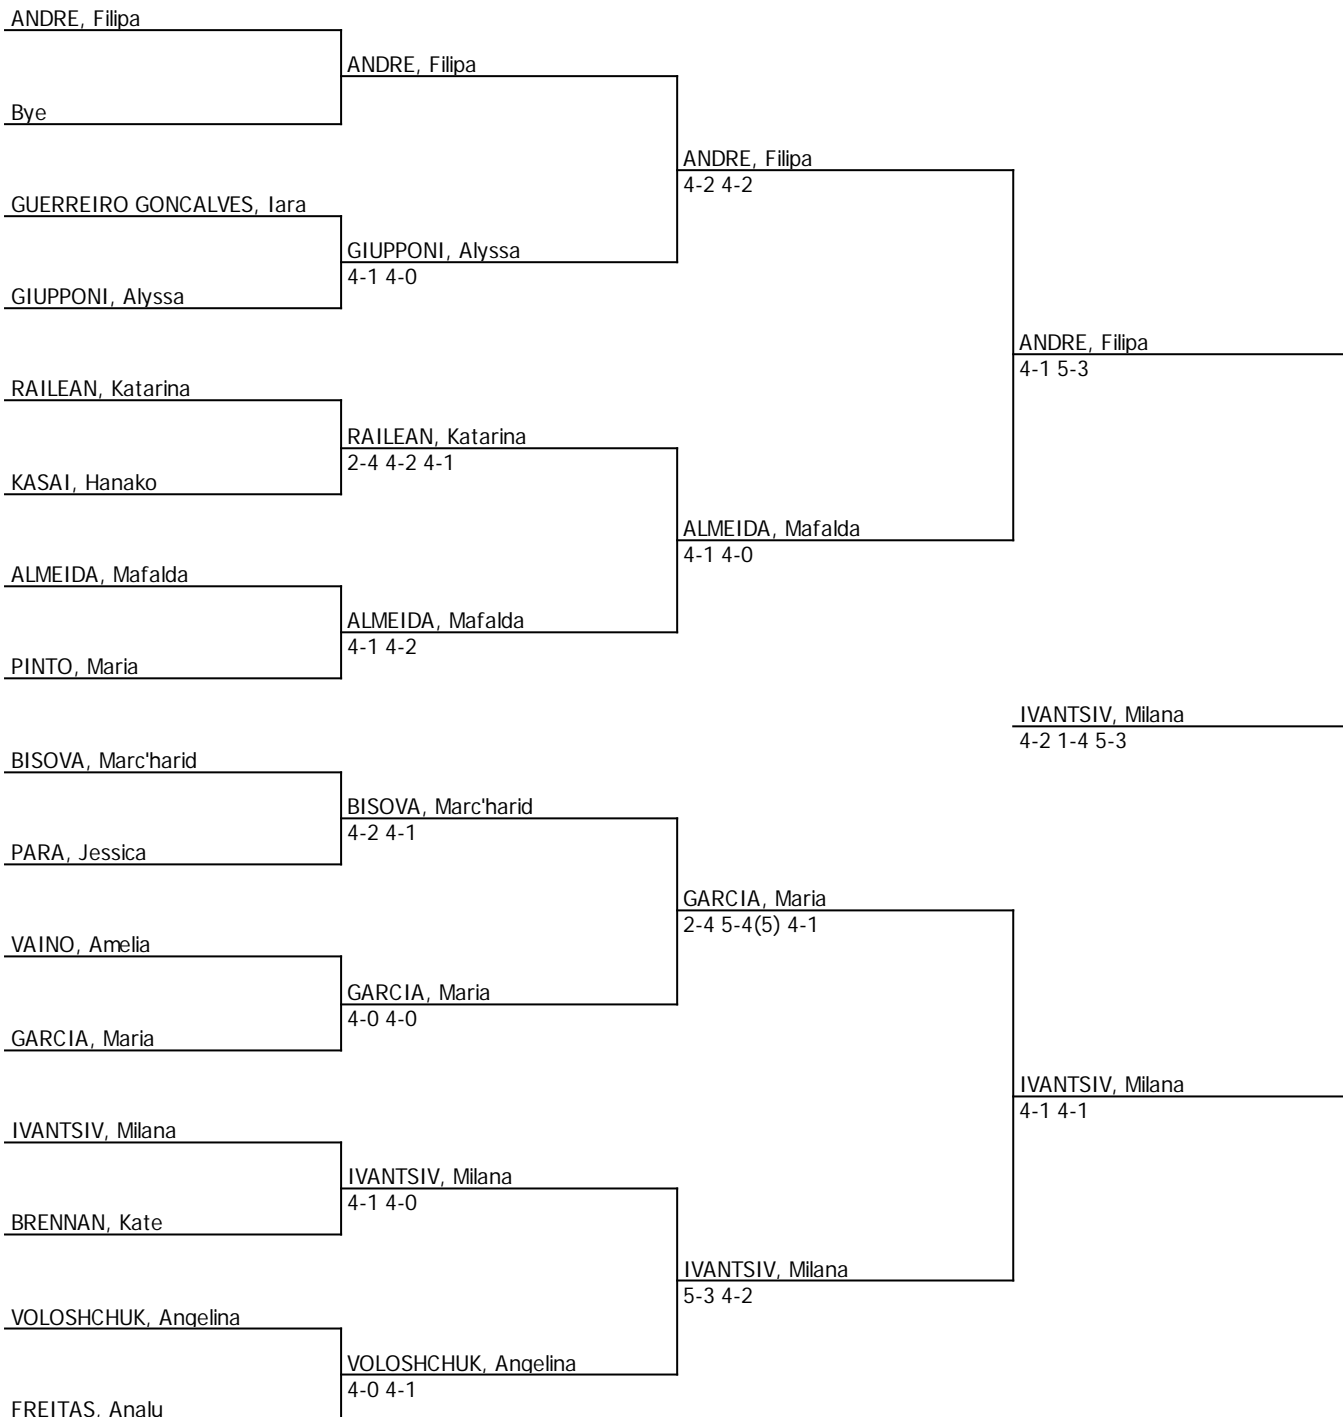 ANDRE, Filipa
ANDRE, Filipa
Bye
ANDRE, Filipa
4-2 4-2
GUERREIRO GONCALVES, Iara
GIUPPONI, Alyssa
4-1 4-0
GIUPPONI, Alyssa
ANDRE, Filipa
4-1 5-3
RAILEAN, Katarina
RAILEAN, Katarina
2-4 4-2 4-1
KASAI, Hanako
ALMEIDA, Mafalda
4-1 4-0
ALMEIDA, Mafalda
ALMEIDA, Mafalda
4-1 4-2
PINTO, Maria
IVANTSIV, Milana
4-2 1-4 5-3
BISOVA, Marc'harid
BISOVA, Marc'harid
4-2 4-1
PARA, Jessica
GARCIA, Maria
2-4 5-4(5) 4-1
VAINO, Amelia
GARCIA, Maria
4-0 4-0
GARCIA, Maria
IVANTSIV, Milana
4-1 4-1
IVANTSIV, Milana
IVANTSIV, Milana
4-1 4-0
BRENNAN, Kate
IVANTSIV, Milana
5-3 4-2
VOLOSHCHUK, Angelina
VOLOSHCHUK, Angelina
4-0 4-1
FREITAS, Analu